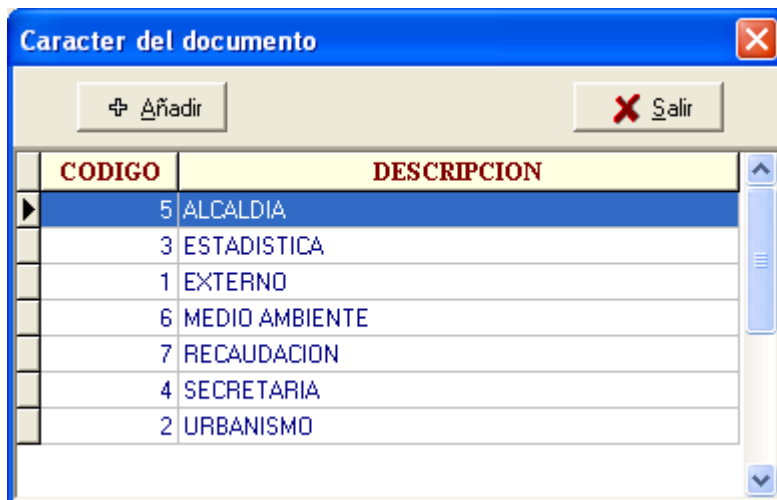 Caracter del documento
Añadir Salir
CODIGO DESCRIPCION
5 ALCALDIA
3 ESTADISTICA
1 EXTERNO
6 MEDIO AMBIENTE
7 RECAUDACION
4 SECRETARIA
2 URBANISMO